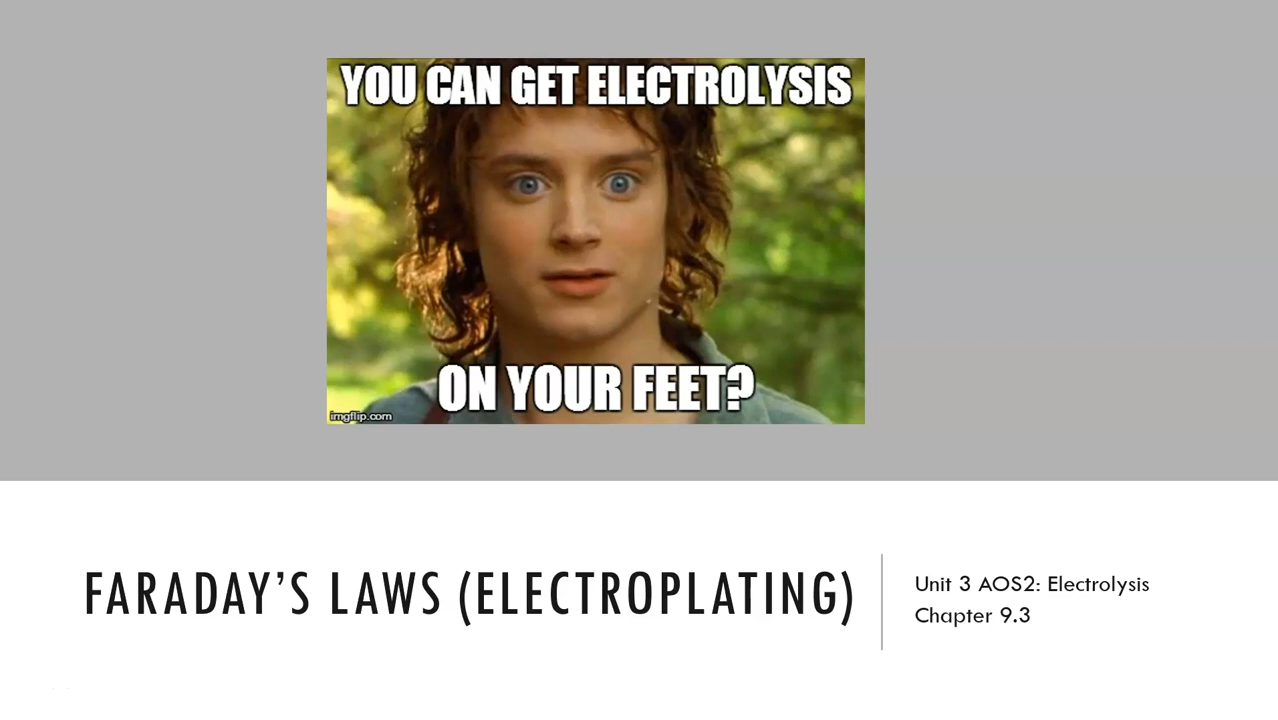 YOU CAN GET ELECTROLYSIS
ON YOUR FEET?
imgflip.com
FARADAY'S LAWS (ELECTROPLATING)
Unit 3 AOS2: Electrolysis
Chapter 9.3